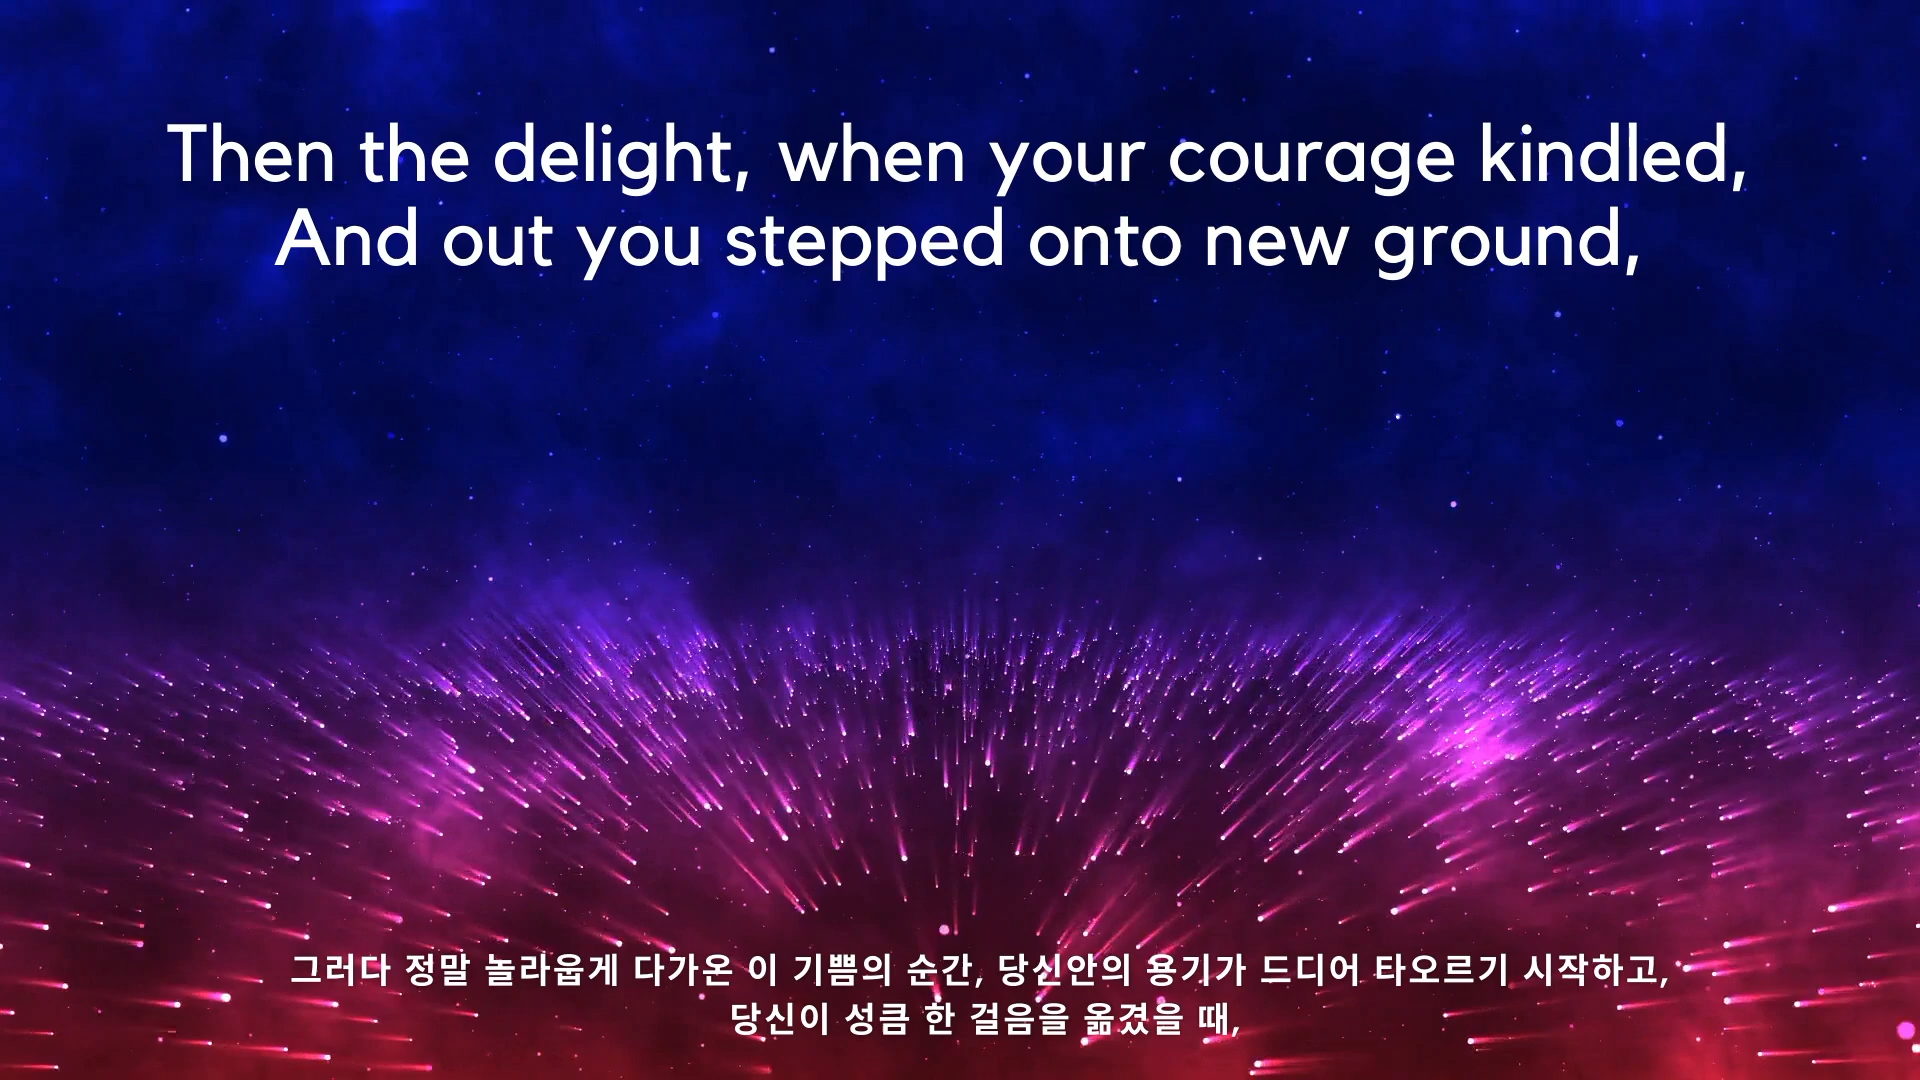 Then the delight, when your courage kindled,
And out you stepped onto new ground,
그러다 정말 놀라웁게 다가온 이 기쁨의 순간, 당신안의 용기가 드디어 타오르기 시작하고,
당신이 성큼 한 걸음을 옮겼을 때,